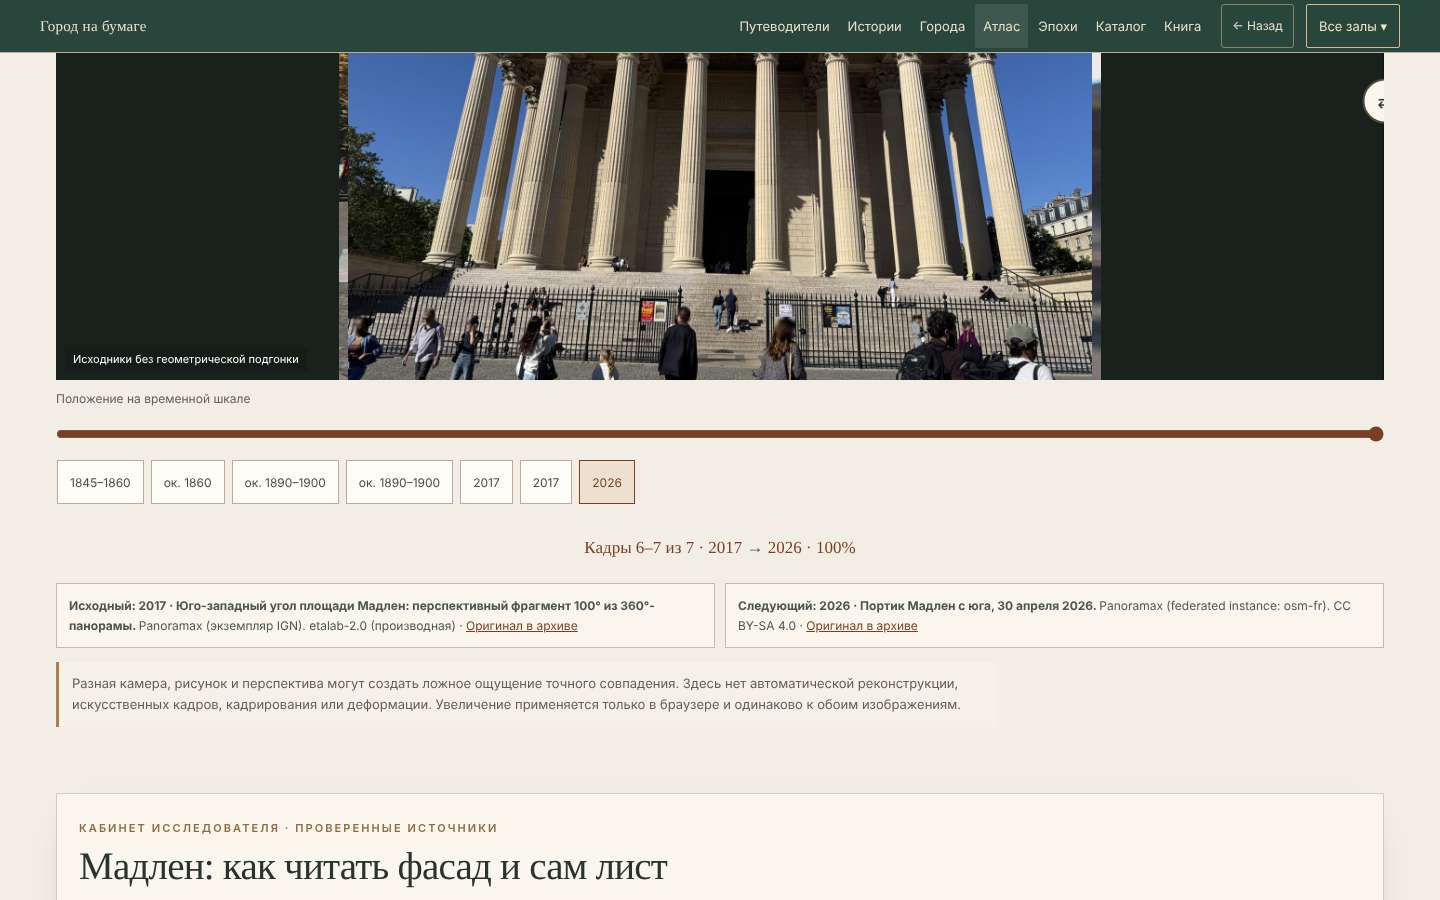 Город на бумаге
Путеводители Истории Города Атлас Эпохи Каталог Книга ← Назад Все залы ▾
Исходники без геометрической подгонки
Положение на временной шкале
1845–1860 ок. 1860 ок. 1890–1900 ок. 1890–1900 2017 2017 2026
Кадры 6–7 из 7 · 2017 → 2026 · 100%
Исходный: 2017 · Юго-западный угол площади Мадлен: перспективный фрагмент 100° из 360°-
панорамы. Panoramax (экземпляр IGN). etalab-2.0 (производная) · Оригинал в архиве
Следующий: 2026 · Портик Мадлен с юга, 30 апреля 2026. Panoramax (federated instance: osm-fr). CC
BY-SA 4.0 · Оригинал в архиве
Разная камера, рисунок и перспектива могут создать ложное ощущение точного совпадения. Здесь нет автоматической реконструкции,
искусственных кадров, кадрирования или деформации. Увеличение применяется только в браузере и одинаково к обоим изображениям.
КАБИНЕТ ИССЛЕДОВАТЕЛЯ · ПРОВЕРЕННЫЕ ИСТОЧНИКИ
Мадлен: как читать фасад и сам лист